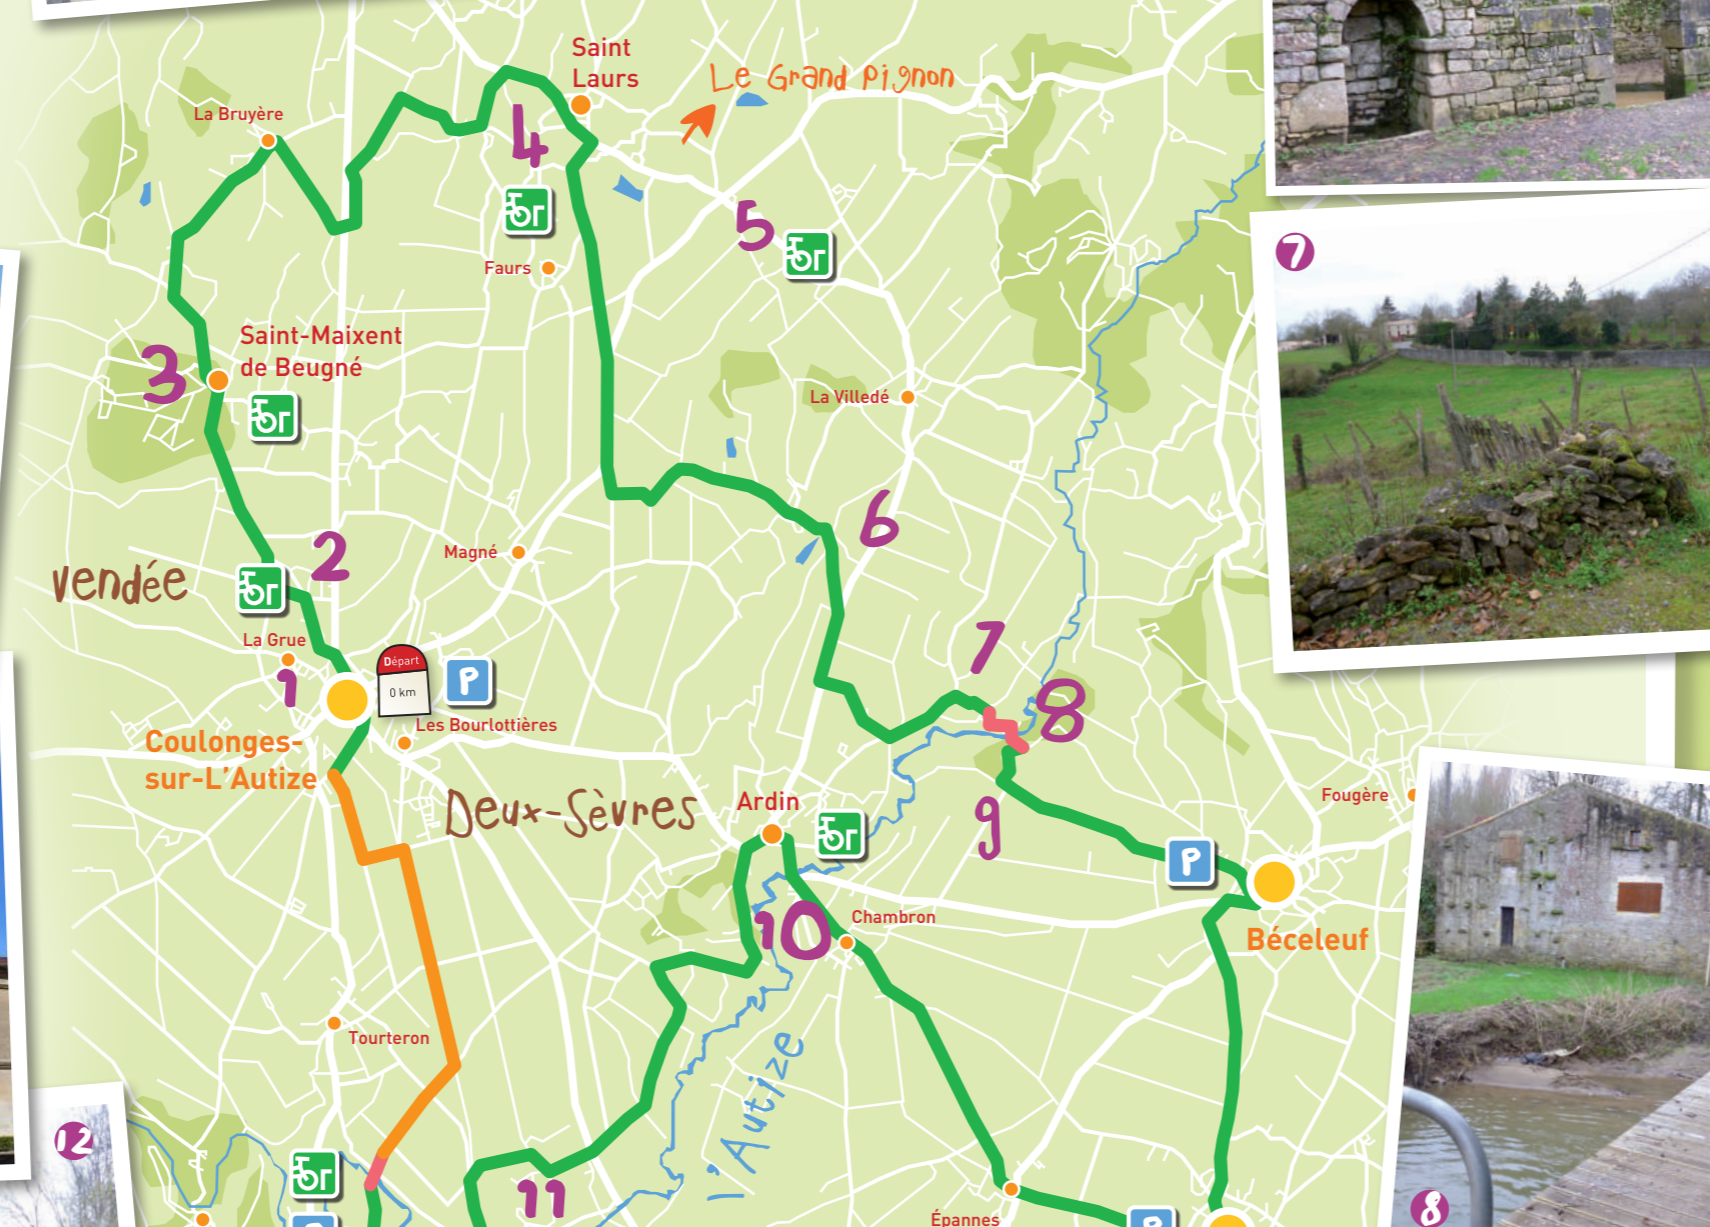 Saint
Laurs
Le Grand Pignon
La Bruyère
4
5
7
Faurs
Saint-Maixent
de Beugné
3
La Villedé
6
2
Magné
Vendée
La Grue
7
Départ
0 km
P
8
1
Les Bourlottières
Coulonges-
sur-L'Autize
Deux-Sèvres
Ardin
9
Fougère
P
10
Chambron
Béceleuf
Tourteron
l'Autize
12
11
Épannes
P
8